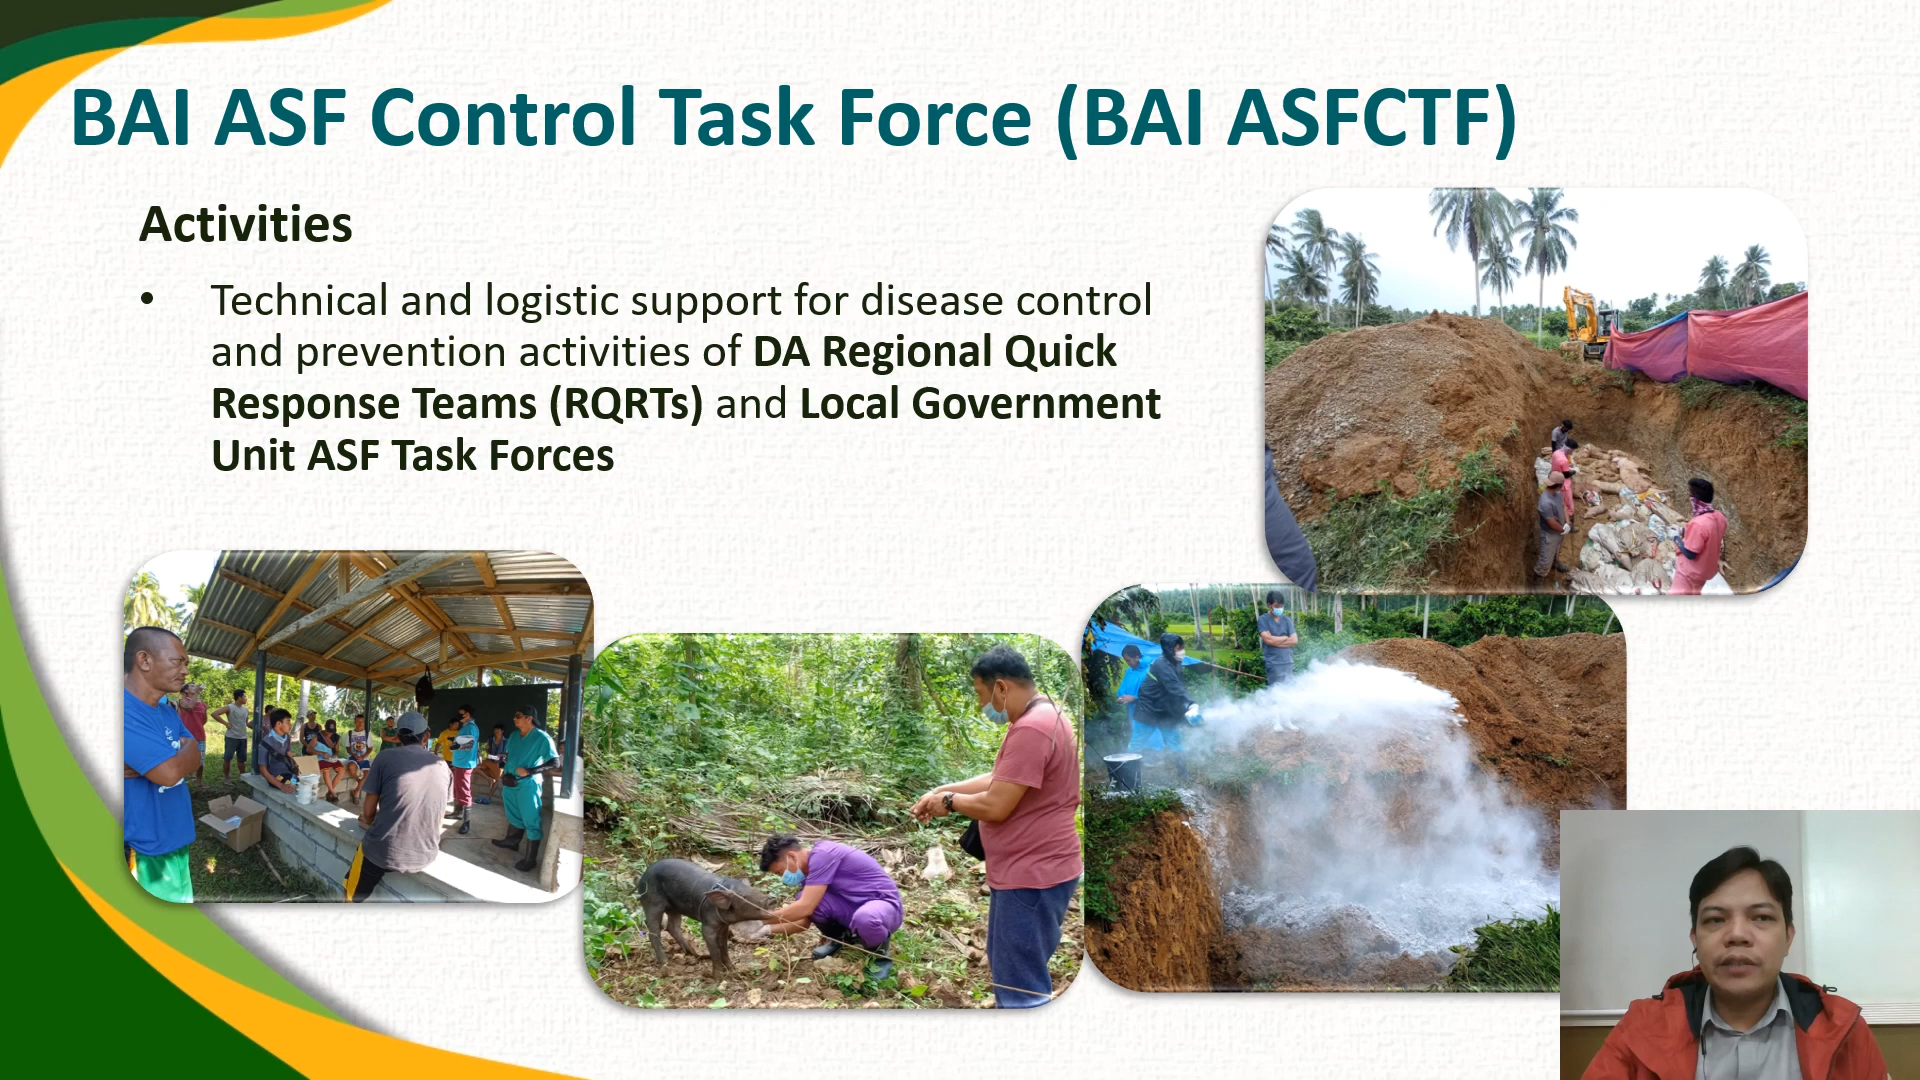 BAI ASF Control Task Force (BAI ASFCTF)
Activities
• Technical and logistic support for disease control
and prevention activities of DA Regional Quick
Response Teams (RQRTs) and Local Government
Unit ASF Task Forces